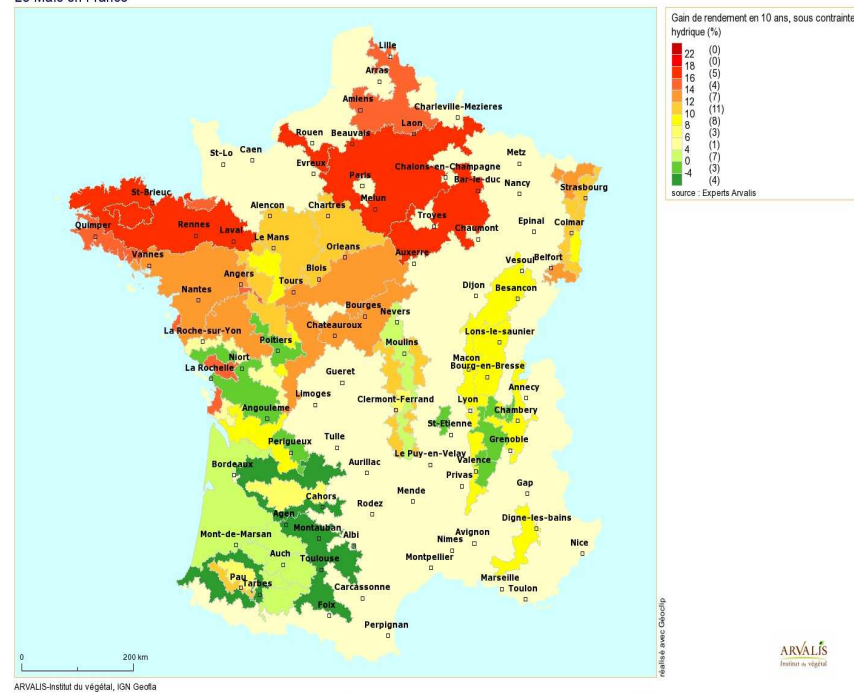 Gain de rendement en 10 ans, sous contrainte
hydrique (%)
22 (0)
18 (0)
16 (5)
14 (4)
12 (7)
10 (11)
8 (8)
6 (3)
4 (1)
0 (7)
-4 (3)
(4)
source : Experts Arvalis
Lille
Arras
Amiens
Charleville-Mezieres
Laon
Rouen
Beauvais
St-Lo
Caen
Metz
Evreux
Paris
Chalons-en-Champagne
Bar-le-duc
Nancy
Strasbourg
St-Brieuc
Melun
Alencon
Chartres
Troyes
Quimper
Rennes
Laval
Epinal
Colmar
Chaumont
Le Mans
Orleans
Auxerre
Vannes
Vesoul
Belfort
Angers
Blois
Tours
Dijon
Besancon
Nantes
Bourges
Nevers
Chateauroux
La Roche-sur-Yon
Lons-le-saunier
Poitiers
Moulins
Niort
Macon
Bourg-en-Bresse
La Rochelle
Gueret
Annecy
Limoges
Clermont-Ferrand
Lyon
Chambery
Angouleme
St-Etienne
Perigueux
Tulle
Grenoble
Le Puy-en-Velay
Valence
Bordeaux
Aurillac
Privas
Gap
Cahors
Mende
Rodez
Agen
Digne-les-bains
Montauban
Mont-de-Marsan
Albi
Avignon
Nimes
Nice
Auch
Toulouse
Montpellier
Marseille
Toulon
Pau
Tarbes
Carcassonne
Foix
Perpignan
0 200 km
réalisé avec Géoclip
ARVALIS
Institut du végétal
ARVALIS-Institut du végétal, IGN Geofla